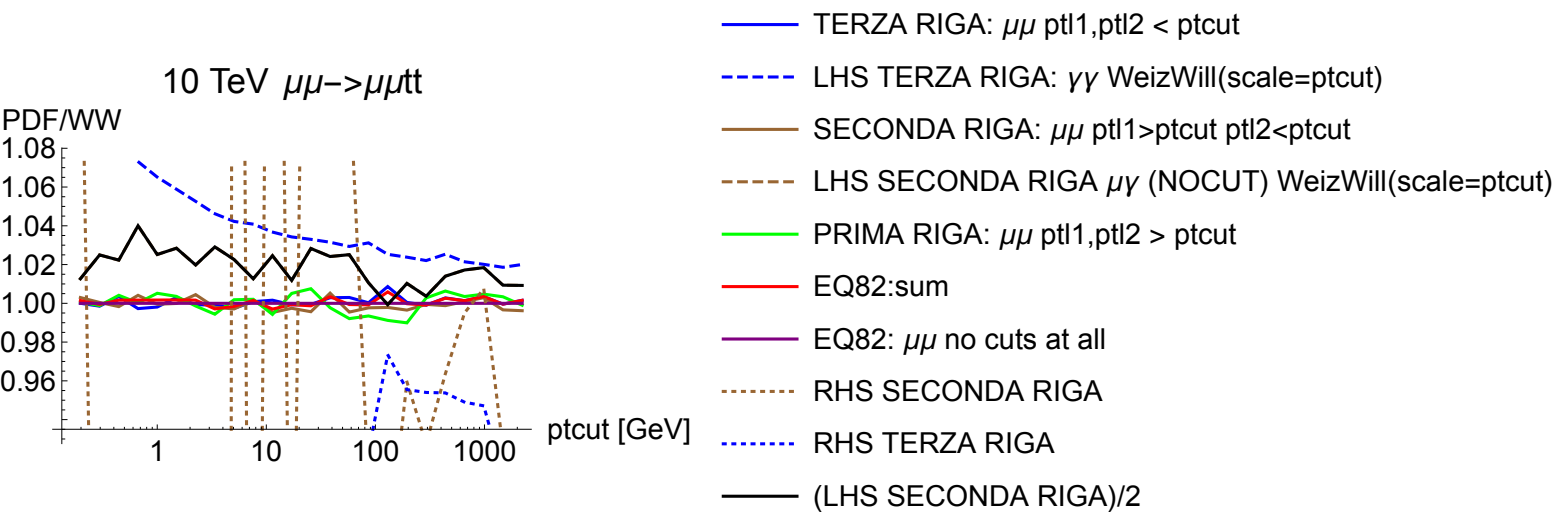 10 TeV μμ->μμtt
PDF/WW
1.08
1.06
1.04
1.02
1.00
0.98
0.96
1
10
100
1000
ptcut [GeV]
TERZA RIGA: μμ ptl1,ptl2 < ptcut
LHS TERZA RIGA: γγ WeizWill(scale=ptcut)
SECONDA RIGA: μμ ptl1>ptcut ptl2<ptcut
LHS SECONDA RIGA μγ (NOCUT) WeizWill(scale=ptcut)
PRIMA RIGA: μμ ptl1,ptl2 > ptcut
EQ82:sum
EQ82: μμ no cuts at all
RHS SECONDA RIGA
RHS TERZA RIGA
(LHS SECONDA RIGA)/2